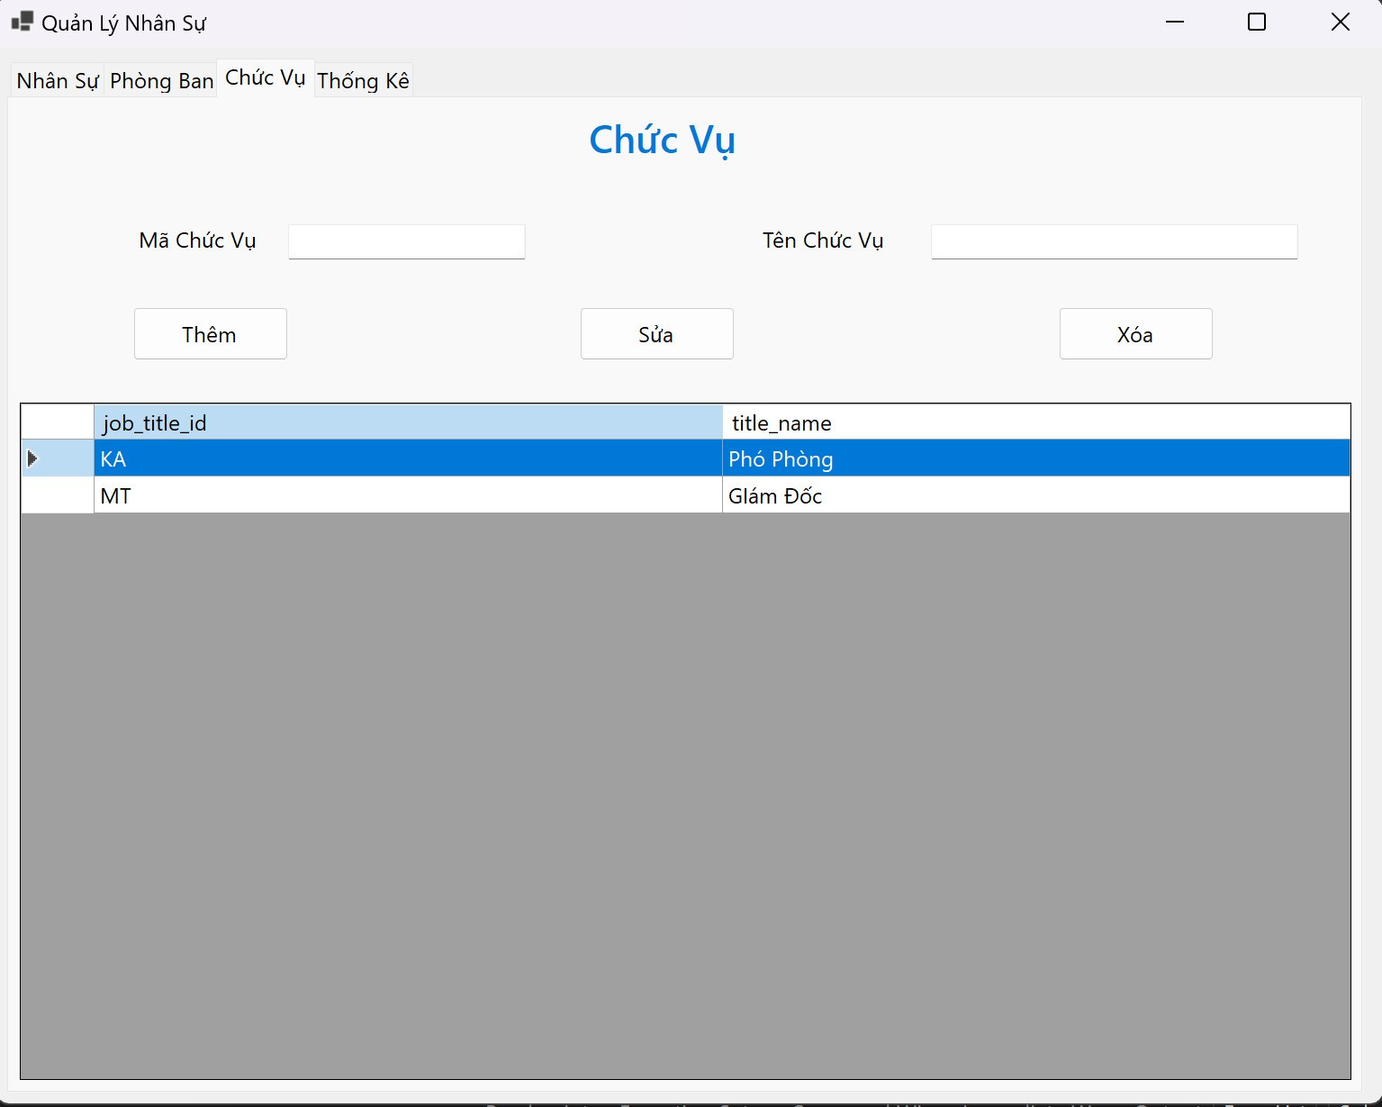 Quản Lý Nhân Sự
Nhân Sự Phòng Ban Chức Vụ Thống Kê
Chức Vụ
Mã Chức Vụ Tên Chức Vụ
Thêm Sửa Xóa
job_title_id title_name
KA Phó Phòng
MT GIám Đốc